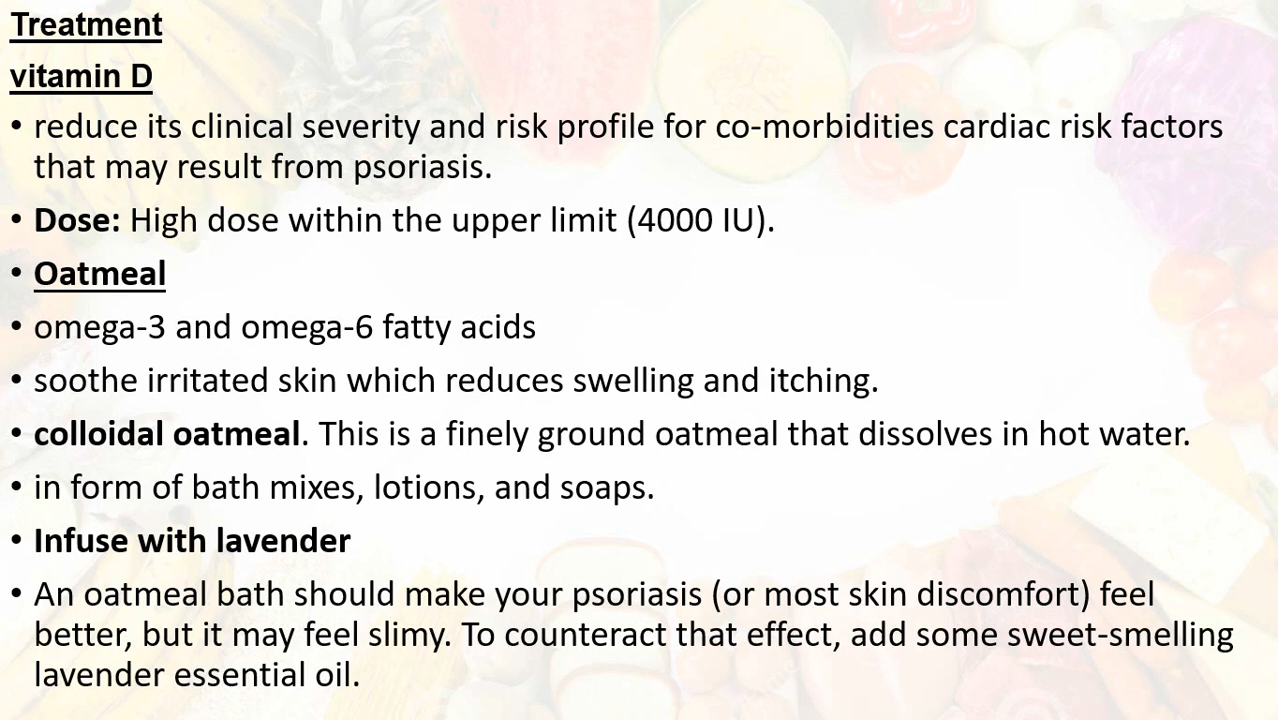 Treatment
vitamin D
• reduce its clinical severity and risk profile for co-morbidities cardiac risk factors
that may result from psoriasis.
• Dose: High dose within the upper limit (4000 IU).
• Oatmeal
• omega-3 and omega-6 fatty acids
• soothe irritated skin which reduces swelling and itching.
• colloidal oatmeal. This is a finely ground oatmeal that dissolves in hot water.
• in form of bath mixes, lotions, and soaps.
• Infuse with lavender
• An oatmeal bath should make your psoriasis (or most skin discomfort) feel
better, but it may feel slimy. To counteract that effect, add some sweet-smelling
lavender essential oil.